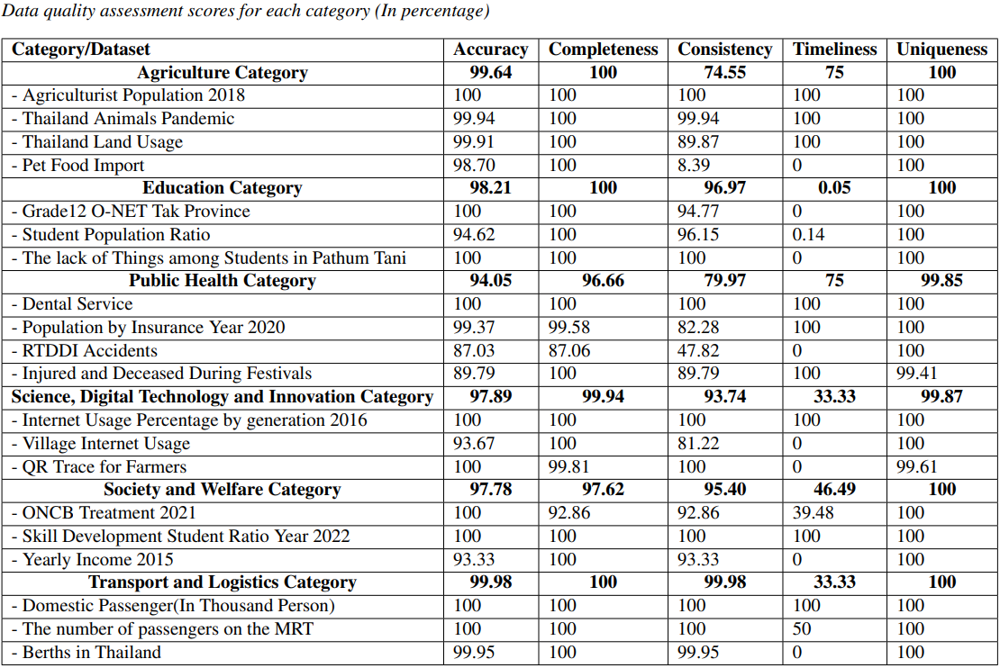 Data quality assessment scores for each category (In percentage)
Category/Dataset Accuracy Completeness Consistency Timeliness Uniqueness
Agriculture Category 99.64 100 74.55 75 100
- Agriculturist Population 2018 100 100 100 100 100
- Thailand Animals Pandemic 99.94 100 99.94 100 100
- Thailand Land Usage 99.91 100 89.87 100 100
- Pet Food Import 98.70 100 8.39 0 100
Education Category 98.21 100 96.97 0.05 100
- Grade12 O-NET Tak Province 100 100 94.77 0 100
- Student Population Ratio 94.62 100 96.15 0.14 100
- The lack of Things among Students in Pathum Tani 100 100 100 0 100
Public Health Category 94.05 96.66 79.97 75 99.85
- Dental Service 100 100 100 100 100
- Population by Insurance Year 2020 99.37 99.58 82.28 100 100
- RTDDI Accidents 87.03 87.06 47.82 0 100
- Injured and Deceased During Festivals 89.79 100 89.79 100 99.41
Science, Digital Technology and Innovation Category 97.89 99.94 93.74 33.33 99.87
- Internet Usage Percentage by generation 2016 100 100 100 100 100
- Village Internet Usage 93.67 100 81.22 0 100
- QR Trace for Farmers 100 99.81 100 0 99.61
Society and Welfare Category 97.78 97.62 95.40 46.49 100
- ONCB Treatment 2021 100 92.86 92.86 39.48 100
- Skill Development Student Ratio Year 2022 100 100 100 100 100
- Yearly Income 2015 93.33 100 93.33 0 100
Transport and Logistics Category 99.98 100 99.98 33.33 100
- Domestic Passenger(In Thousand Person) 100 100 100 100 100
- The number of passengers on the MRT 100 100 100 50 100
- Berths in Thailand 99.95 100 99.95 0 100